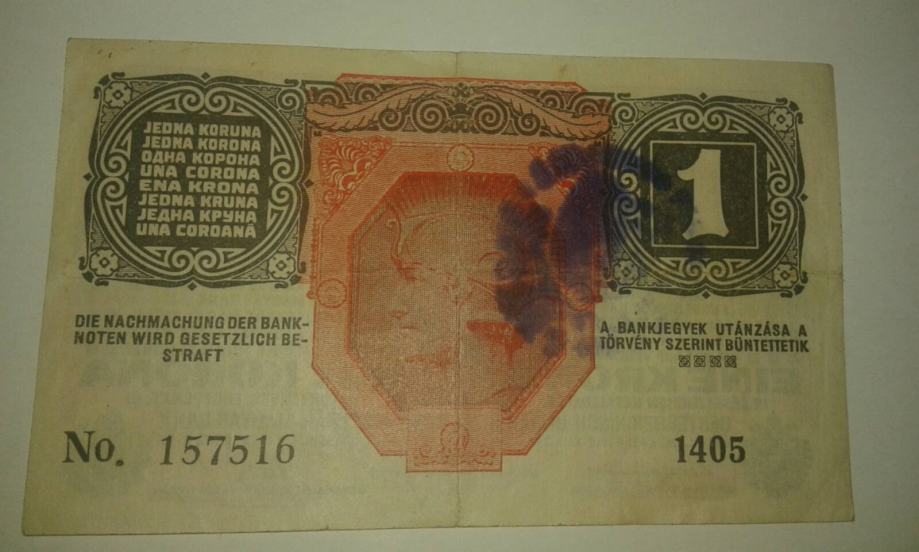 JEDNA KORUNA
JEDNA KORONA
ОДНА КОРОНА
UNA CORONA
ENA KRONA
JEDNA KRUNA
ЈЕДНА КРУНА
UNA COROANĂ
1
DIE NACHMACHUNG DER BANK-
NOTEN WIRD GESETZLICH BE-
STRAFT
A BANKJEGYEK UTÁNZÁSA A
TÖRVÉNY SZERINT BÜNTETTETIK
No. 157516
1405